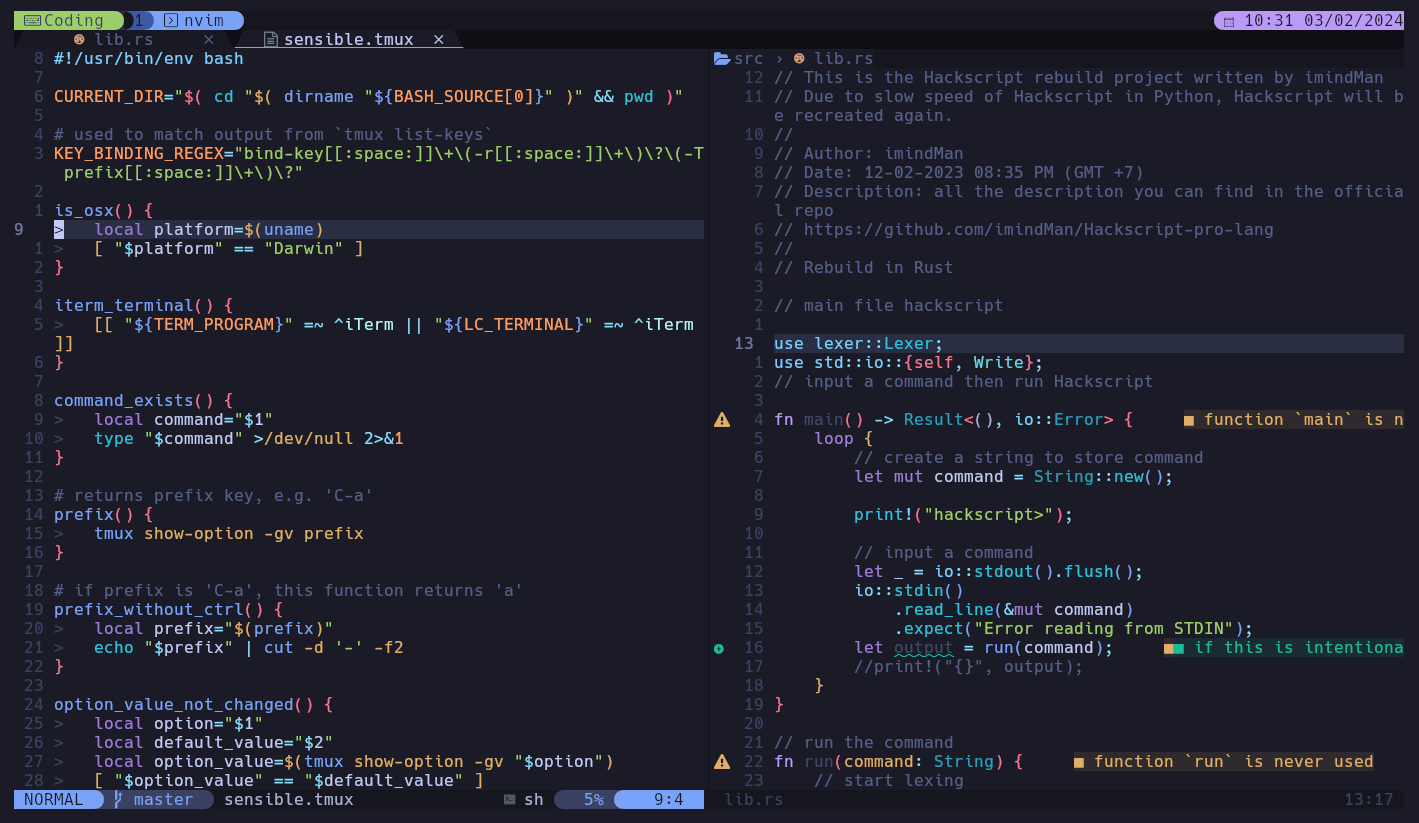 Coding 1 nvim 10:31 03/02/2024
lib.rs × sensible.tmux ×
8 #!/usr/bin/env bash
7
6 CURRENT_DIR="$( cd "$( dirname "${BASH_SOURCE[0]}" )" && pwd )"
5
4 # used to match output from `tmux list-keys`
3 KEY_BINDING_REGEX="bind-key[[:space:]]\+\(-r[[:space:]]\+\)\?\(-T
prefix[[:space:]]\+\)\?"
2
1 is_osx() {
9 > local platform=$(uname)
1 > [ "$platform" == "Darwin" ]
2 }
3
4 iterm_terminal() {
5 > [[ "${TERM_PROGRAM}" =~ ^iTerm || "${LC_TERMINAL}" =~ ^iTerm
]]
6 }
7
8 command_exists() {
9 > local command="$1"
10 > type "$command" >/dev/null 2>&1
11 }
12
13 # returns prefix key, e.g. 'C-a'
14 prefix() {
15 > tmux show-option -gv prefix
16 }
17
18 # if prefix is 'C-a', this function returns 'a'
19 prefix_without_ctrl() {
20 > local prefix="$(prefix)"
21 > echo "$prefix" | cut -d '-' -f2
22 }
23
24 option_value_not_changed() {
25 > local option="$1"
26 > local default_value="$2"
27 > local option_value=$(tmux show-option -gv "$option")
28 > [ "$option_value" == "$default_value" ]
NORMAL master sensible.tmux sh 5% 9:4
src › lib.rs
12 // This is the Hackscript rebuild project written by imindMan
11 // Due to slow speed of Hackscript in Python, Hackscript will b
e recreated again.
10 //
9 // Author: imindMan
8 // Date: 12-02-2023 08:35 PM (GMT +7)
7 // Description: all the description you can find in the officia
l repo
6 // https://github.com/imindMan/Hackscript-pro-lang
5 //
4 // Rebuild in Rust
3
2 // main file hackscript
1
13 use lexer::Lexer;
1 use std::io::{self, Write};
2 // input a command then run Hackscript
3
4 fn main() -> Result<(), io::Error> { ■ function `main` is n
5 loop {
6 // create a string to store command
7 let mut command = String::new();
8
9 print!("hackscript>");
10
11 // input a command
12 let _ = io::stdout().flush();
13 io::stdin()
14 .read_line(&mut command)
15 .expect("Error reading from STDIN");
16 let output = run(command); ■■ if this is intentiona
17 //print!("{}", output);
18 }
19 }
20
21 // run the command
22 fn run(command: String) { ■ function `run` is never used
23 // start lexing
lib.rs 13:17